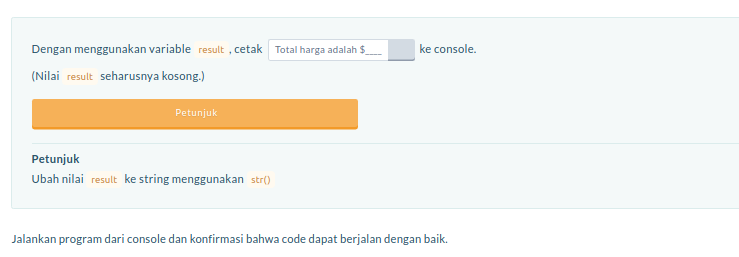 Dengan menggunakan variable result , cetak Total harga adalah $____ ke console.
(Nilai result seharusnya kosong.)
Petunjuk
Petunjuk
Ubah nilai result ke string menggunakan str()
Jalankan program dari console dan konfirmasi bahwa code dapat berjalan dengan baik.